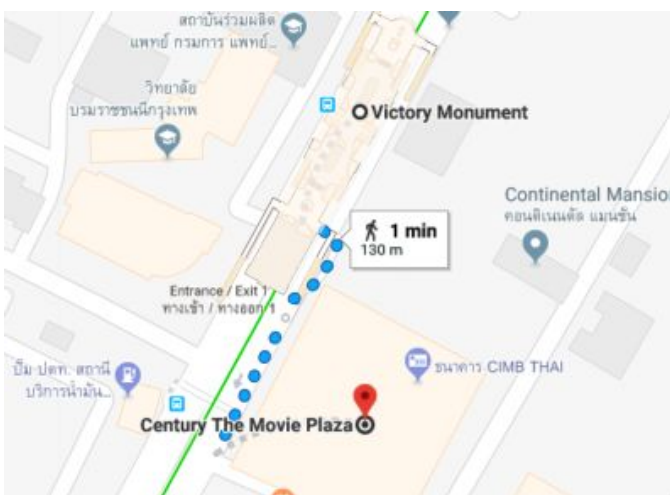 สถาบันร่วมผลิต
แพทย์ กรมการ แพทย์...
วิทยาลัย
บรมราชชนนีกรุงเทพ
Victory Monument
Continental Mansion
คอนติเนนตัล แมนชั่น
1 min
130 m
Entrance / Exit 1
ทางเข้า / ทางออก 1
ปั๊ม ปตท. สถานี
บริการน้ำมัน...
ธนาคาร CIMB THAI
Century The Movie Plaza